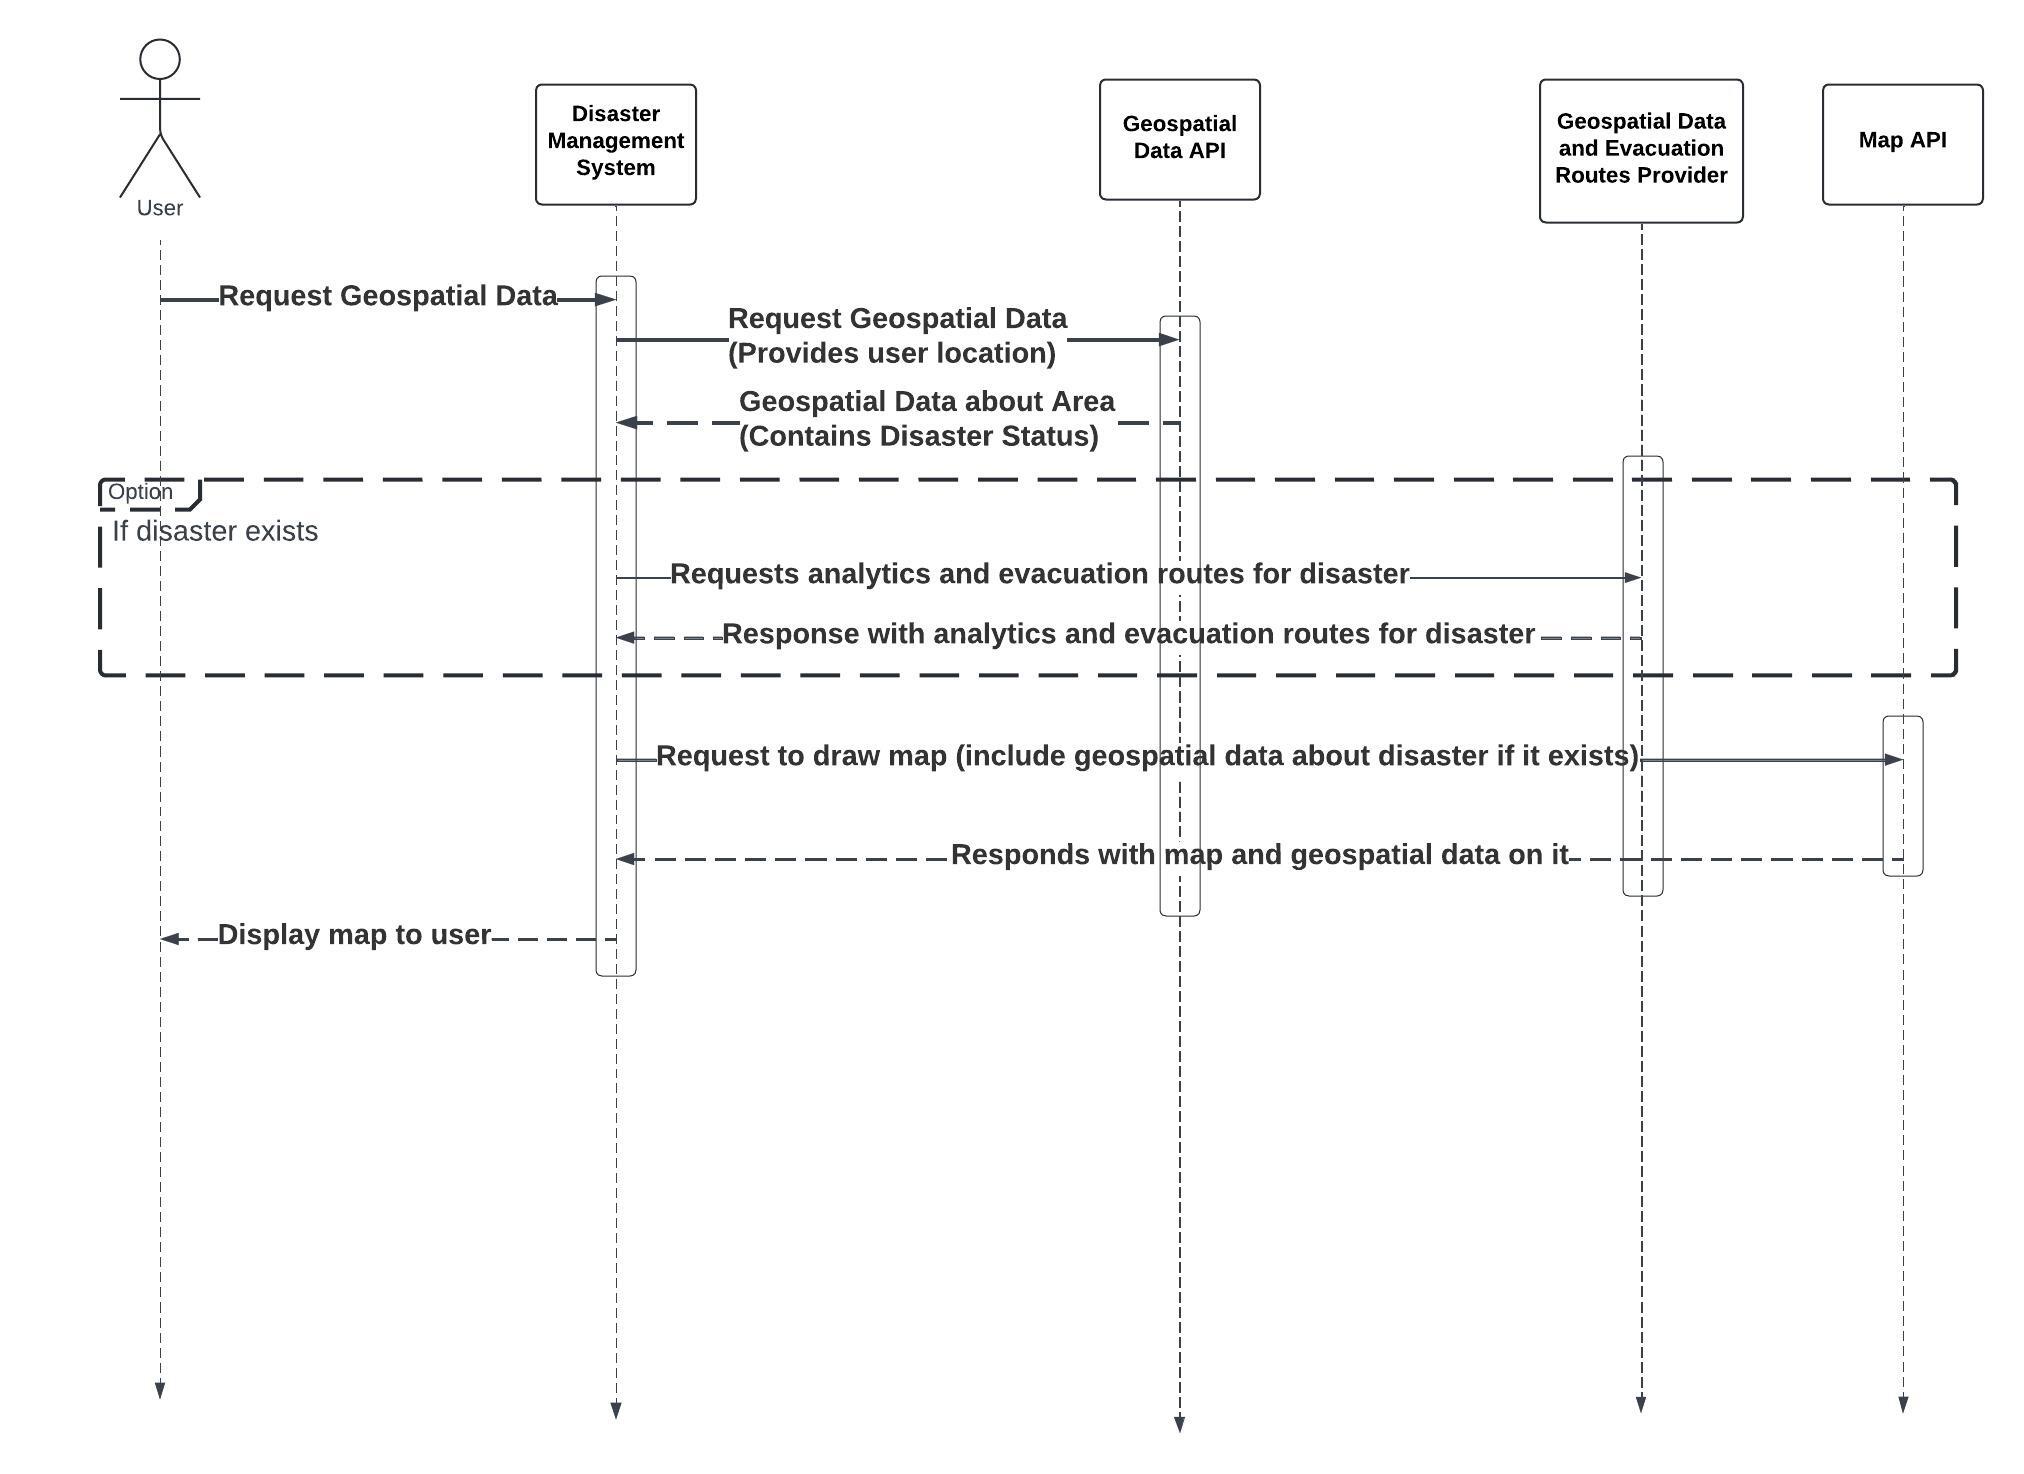 User
Disaster
Management
System
Geospatial
Data API
Geospatial Data
and Evacuation
Routes Provider
Map API
Request Geospatial Data
Request Geospatial Data
(Provides user location)
Geospatial Data about Area
(Contains Disaster Status)
Option
If disaster exists
Requests analytics and evacuation routes for disaster
Response with analytics and evacuation routes for disaster
Request to draw map (include geospatial data about disaster if it exists)
Responds with map and geospatial data on it
Display map to user